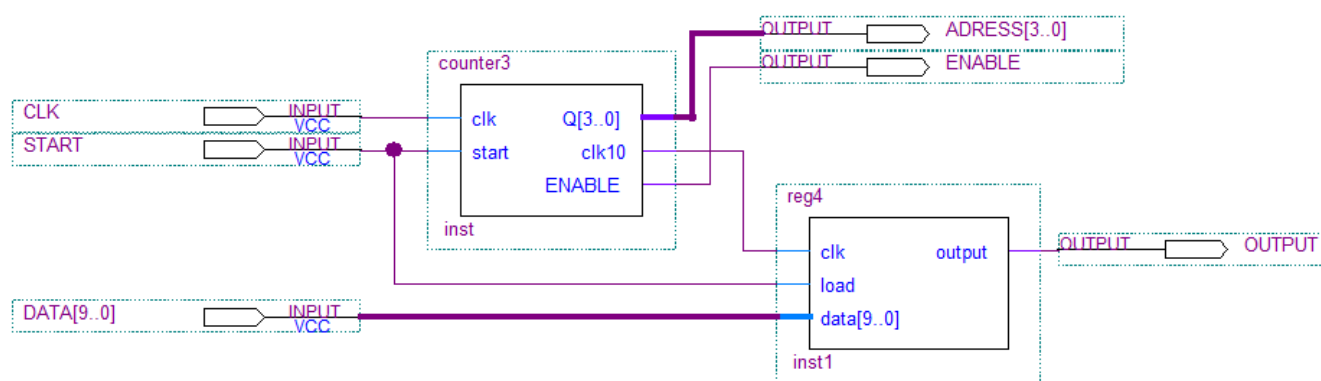 OUTPUT ADRESS[3..0]
counter3
OUTPUT ENABLE
CLK INPUT
VCC
clk Q[3..0]
START INPUT
VCC
start clk10
ENABLE
inst
reg4
clk output
OUTPUT OUTPUT
load
DATA[9..0] INPUT
VCC
data[9..0]
inst1